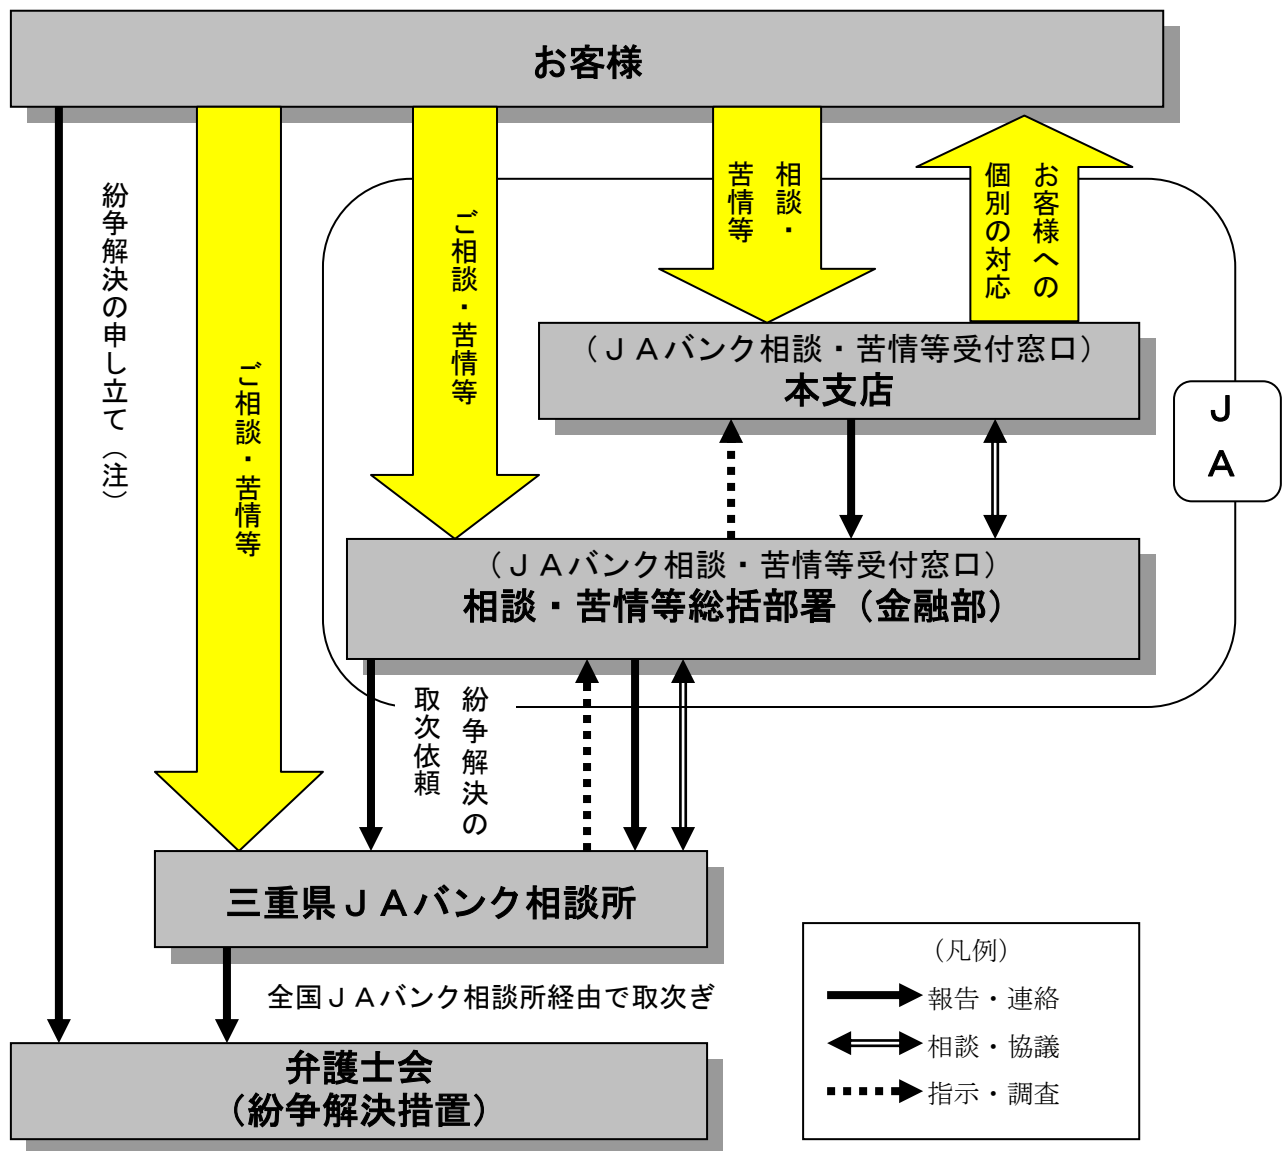 お客様
紛争解決の申し立て（注）
ご相談・苦情等
ご相談・苦情等
相談・
苦情等
お客様への
個別の対応
（ＪＡバンク相談・苦情等受付窓口）
本支店
Ｊ
Ａ
（ＪＡバンク相談・苦情等受付窓口）
相談・苦情等総括部署（金融部）
紛争解決の
取次依頼
三重県ＪＡバンク相談所
全国ＪＡバンク相談所経由で取次ぎ
弁護士会
（紛争解決措置）
（凡例）
報告・連絡
相談・協議
指示・調査